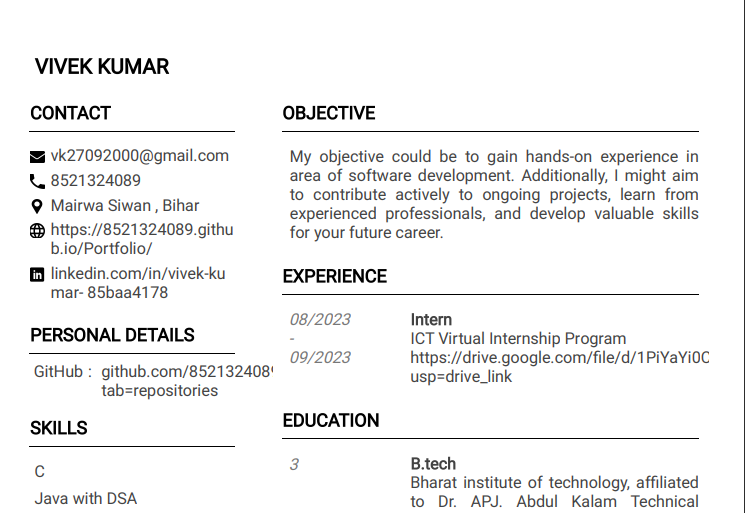 VIVEK KUMAR
CONTACT
vk27092000@gmail.com
8521324089
Mairwa Siwan , Bihar
https://8521324089.githu
b.io/Portfolio/
linkedin.com/in/vivek-ku
mar- 85baa4178
PERSONAL DETAILS
GitHub : github.com/852132408
tab=repositories
SKILLS
C
Java with DSA
OBJECTIVE
My objective could be to gain hands-on experience in
area of software development. Additionally, I might aim
to contribute actively to ongoing projects, learn from
experienced professionals, and develop valuable skills
for your future career.
EXPERIENCE
08/2023
-
09/2023
Intern
ICT Virtual Internship Program
https://drive.google.com/file/d/1PiYaYi0
usp=drive_link
EDUCATION
3
B.tech
Bharat institute of technology, affiliated
to Dr. APJ. Abdul Kalam Technical